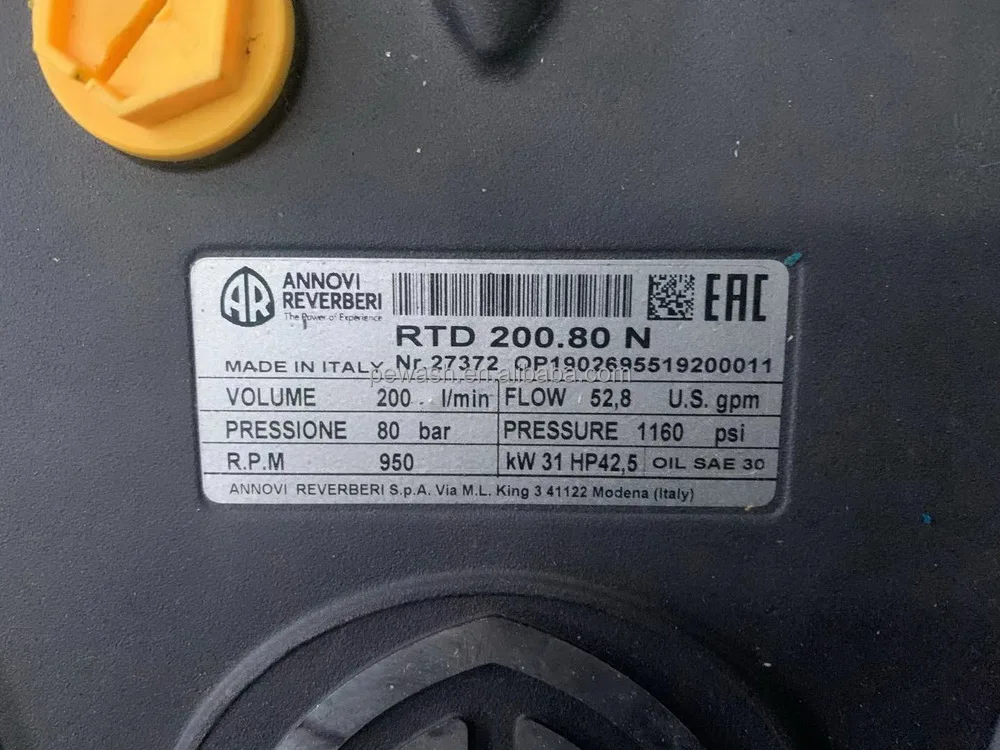 ANNOVI
REVERBERI
The Power of Experience
AR
EAC
RTD 200.80 N
MADE IN ITALY Nr.27372 OP1902695519200011
pewash.en.alibaba.com
VOLUME 200 l/min FLOW 52,8 U.S. gpm
PRESSIONE 80 bar PRESSURE 1160 psi
R.P.M 950 kW 31 HP42,5 OIL SAE 30
ANNOVI REVERBERI S.p.A. Via M.L. King 3 41122 Modena (Italy)